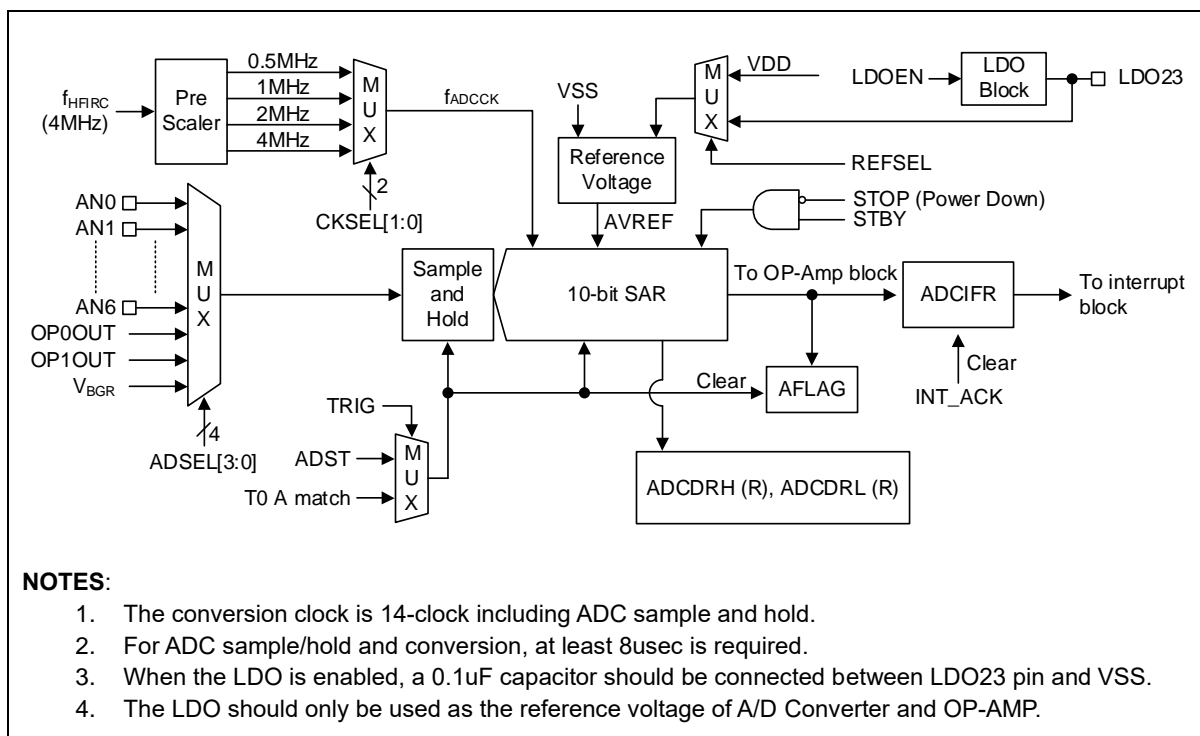 fHFIRC
(4MHz)
Pre
Scaler
0.5MHz
1MHz
2MHz
4MHz
MUX
2
CKSEL[1:0]
fADCCK
VSS
Reference
Voltage
AVREF
MUX
VDD
REFSEL
LDOEN
LDO
Block
LDO23
STOP (Power Down)
STBY
AN0
AN1
AN6
OP0OUT
OP1OUT
VBGR
MUX
4
ADSEL[3:0]
Sample
and
Hold
10-bit SAR
To OP-Amp block
ADCIFR
To interrupt
block
Clear
INT_ACK
Clear
AFLAG
TRIG
ADST
T0 A match
MUX
ADCDRH (R), ADCDRL (R)
NOTES:
1. The conversion clock is 14-clock including ADC sample and hold.
2. For ADC sample/hold and conversion, at least 8usec is required.
3. When the LDO is enabled, a 0.1uF capacitor should be connected between LDO23 pin and VSS.
4. The LDO should only be used as the reference voltage of A/D Converter and OP-AMP.